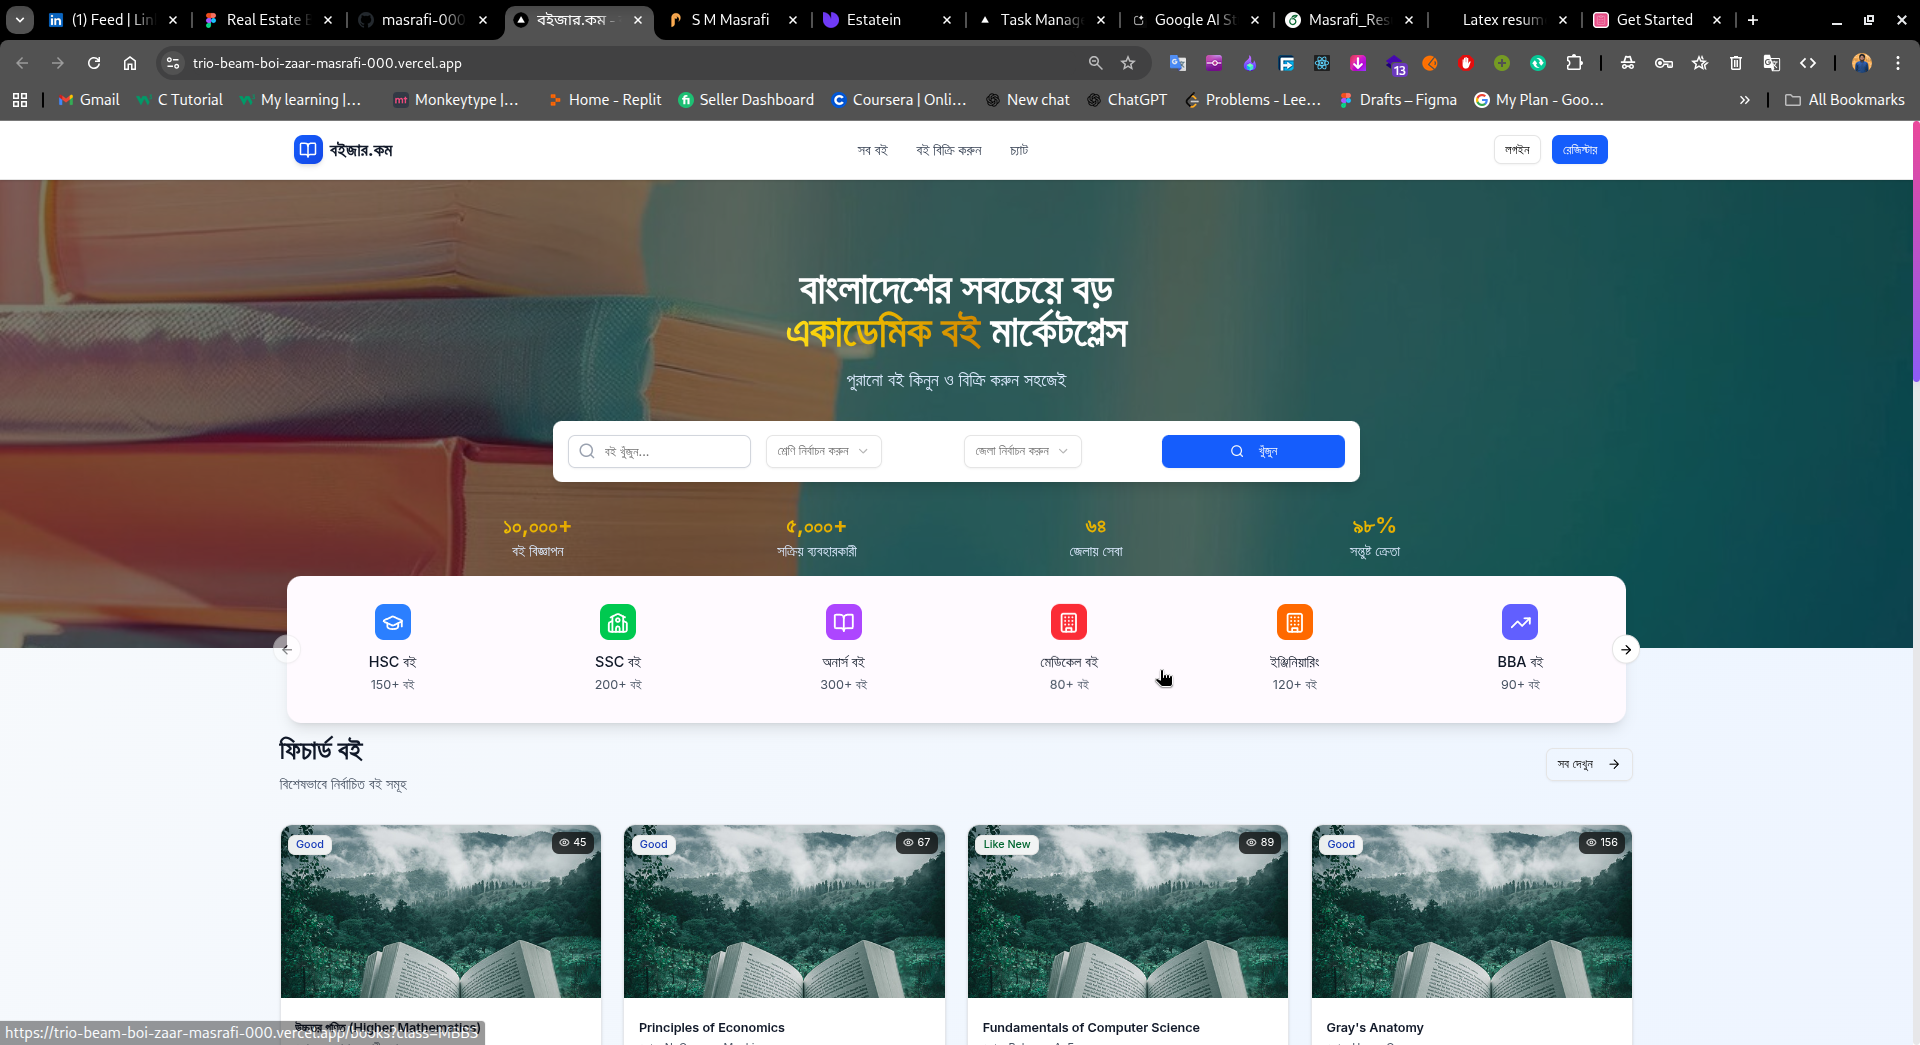 (1) Feed | Lin
Real Estate
masrafi-000
বইজার.কম -
S M Masrafi
Estatein
Task Manag
Google AI St
Masrafi_Res
Latex resum
Get Started
trio-beam-boi-zaar-masrafi-000.vercel.app
13
Gmail
C Tutorial
My learning |...
Monkeytype |...
Home - Replit
Seller Dashboard
Coursera | Onli...
New chat
ChatGPT
Problems - Lee...
Drafts – Figma
My Plan - Goo...
All Bookmarks
বইজার.কম
সব বই
বই বিক্রি করুন
চ্যাট
লগইন
রেজিস্টার
বাংলাদেশের সবচেয়ে বড়
একাডেমিক বই মার্কেটপ্লেস
পুরানো বই কিনুন ও বিক্রি করুন সহজেই
বই খুঁজুন...
শ্রেণি নির্বাচন করুন
জেলা নির্বাচন করুন
খুঁজুন
১০,০০০+
৫,০০০+
৬৪
৯৮%
বই বিজ্ঞাপন
সক্রিয় ব্যবহারকারী
জেলায় সেবা
সন্তুষ্ট ক্রেতা
HSC বই
SSC বই
অনার্স বই
মেডিকেল বই
ইঞ্জিনিয়ারিং
BBA বই
150+ বই
200+ বই
300+ বই
80+ বই
120+ বই
90+ বই
ফিচার্ড বই
বিশেষভাবে নির্বাচিত বই সমূহ
সব দেখুন
Good
45
Good
67
Like New
89
Good
156
উচ্চতর গণিত (Higher Mathematics)
Principles of Economics
Fundamentals of Computer Science
Gray's Anatomy
https://trio-beam-boi-zaar-masrafi-000.vercel.app/books?class=MBBS